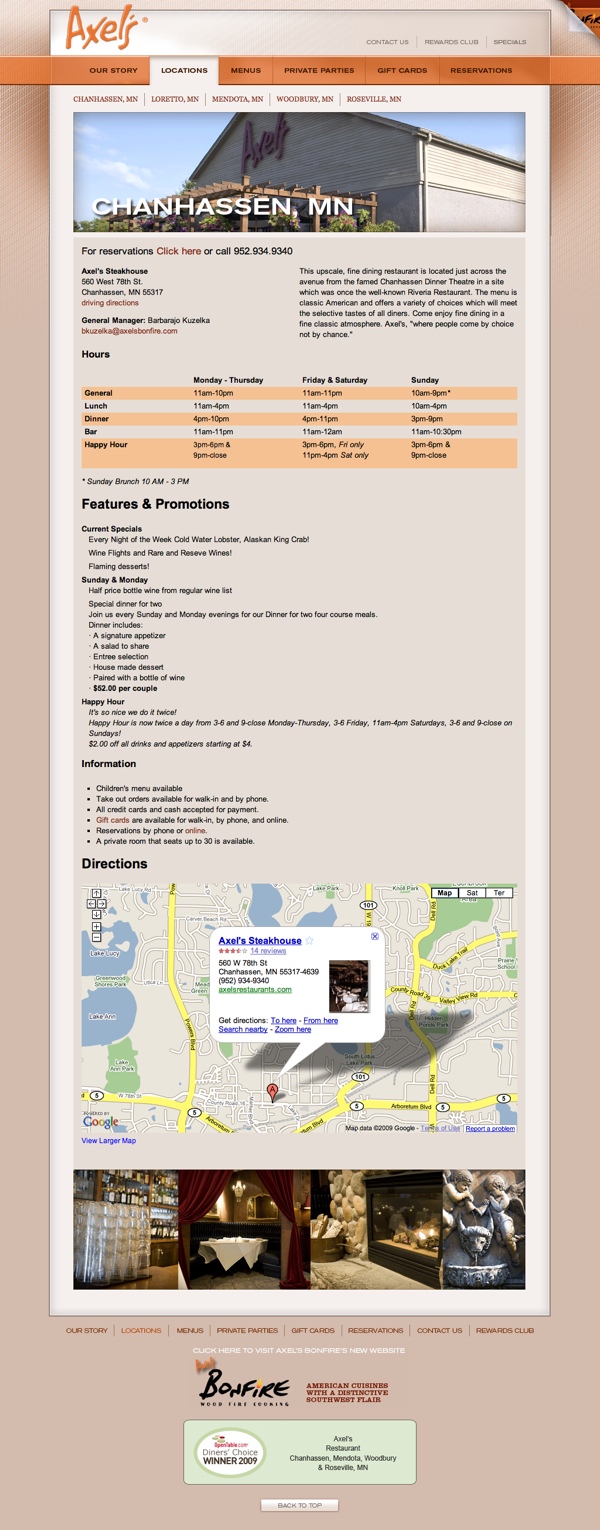 Axel's®
CONTACT US
REWARDS CLUB
SPECIALS
OUR STORY
LOCATIONS
MENUS
PRIVATE PARTIES
GIFT CARDS
RESERVATIONS
CHANHASSEN, MN
LORETTO, MN
MENDOTA, MN
WOODBURY, MN
ROSEVILLE, MN
Axel's
CHANHASSEN, MN
For reservations Click here or call 952.934.9340
Axel's Steakhouse
560 West 78th St.
Chanhassen, MN 55317
driving directions
General Manager: Barbarajo Kuzelka
bkuzelka@axelsbonfire.com
This upscale, fine dining restaurant is located just across the
avenue from the famed Chanhassen Dinner Theatre in a site
which was once the well-known Riveria Restaurant. The menu is
classic American and offers a variety of choices which will meet
the selective tastes of all diners. Come enjoy fine dining in a
fine classic atmosphere. Axel's, "where people come by choice
not by chance."
Hours
Monday - Thursday Friday & Saturday Sunday
General 11am-10pm 11am-11pm 10am-9pm*
Lunch 11am-4pm 11am-4pm 10am-4pm
Dinner 4pm-10pm 4pm-11pm 3pm-9pm
Bar 11am-11pm 11am-12am 11am-10:30pm
Happy Hour 3pm-6pm & 3pm-6pm, Fri only 3pm-6pm &
9pm-close 11pm-4pm Sat only 9pm-close
* Sunday Brunch 10 AM - 3 PM
Features & Promotions
Current Specials
Every Night of the Week Cold Water Lobster, Alaskan King Crab!
Wine Flights and Rare and Reseve Wines!
Flaming desserts!
Sunday & Monday
Half price bottle wine from regular wine list
Special dinner for two
Join us every Sunday and Monday evenings for our Dinner for two four course meals.
Dinner includes:
· A signature appetizer
· A salad to share
· Entree selection
· House made dessert
· Paired with a bottle of wine
· $52.00 per couple
Happy Hour
It's so nice we do it twice!
Happy Hour is now twice a day from 3-6 and 9-close Monday-Thursday, 3-6 Friday, 11am-4pm Saturdays, 3-6 and 9-close on
Sundays!
$2.00 off all drinks and appetizers starting at $4.
Information
▪ Children's menu available
▪ Take out orders available for walk-in and by phone.
▪ All credit cards and cash accepted for payment.
▪ Gift cards are available for walk-in, by phone, and online.
▪ Reservations by phone or online.
▪ A private room that seats up to 30 is available.
Directions
Map Sat Ter
Lake Lucy Rd
Lake Park
Knoll Park
101
Carver Beach Rd
Lake Lucy
Greenwood
Shores Park
Duck Lake Trail
Lake Ann
County Road
Valley View Rd
Hidden
Ponds Park
Powers Blvd
Dell Rd
Lake
Ann Park
South Lotus
Lake Park
W 78th St
101
5
5
5
5
Arboretum Blvd
Axel's Steakhouse
14 reviews
560 W 78th St
Chanhassen, MN 55317-4639
(952) 934-9340
axelsrestaurants.com
Get directions: To here - From here
Search nearby - Zoom here
A
POWERED BY
Google
Map data ©2009 Google - Terms of Use
Report a problem
View Larger Map
OUR STORY
LOCATIONS
MENUS
PRIVATE PARTIES
GIFT CARDS
RESERVATIONS
CONTACT US
REWARDS CLUB
CLICK HERE TO VISIT AXEL'S BONFIRE'S NEW WEBSITE
Axel's
BONFIRE
WOOD FIRE COOKING
AMERICAN CUISINES
WITH A DISTINCTIVE
SOUTHWEST FLAIR
OpenTable.com
Diners' Choice
WINNER 2009
Axel's
Restaurant
Chanhassen, Mendota, Woodbury
& Roseville, MN
BACK TO TOP